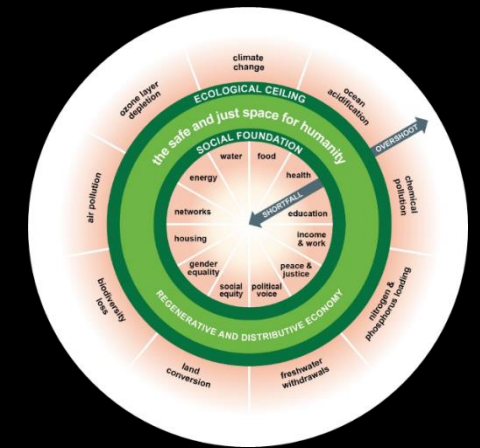 climate
change
ocean
acidification
chemical
pollution
nitrogen &
phosphorus loading
freshwater
withdrawals
land
conversion
biodiversity
loss
air pollution
ozone layer
depletion
OVERSHOOT
ECOLOGICAL CEILING
the safe and just space for humanity
SOCIAL FOUNDATION
water
food
health
SHORTFALL
education
income
& work
peace &
justice
political
voice
social
equity
gender
equality
housing
networks
energy
REGENERATIVE AND DISTRIBUTIVE ECONOMY